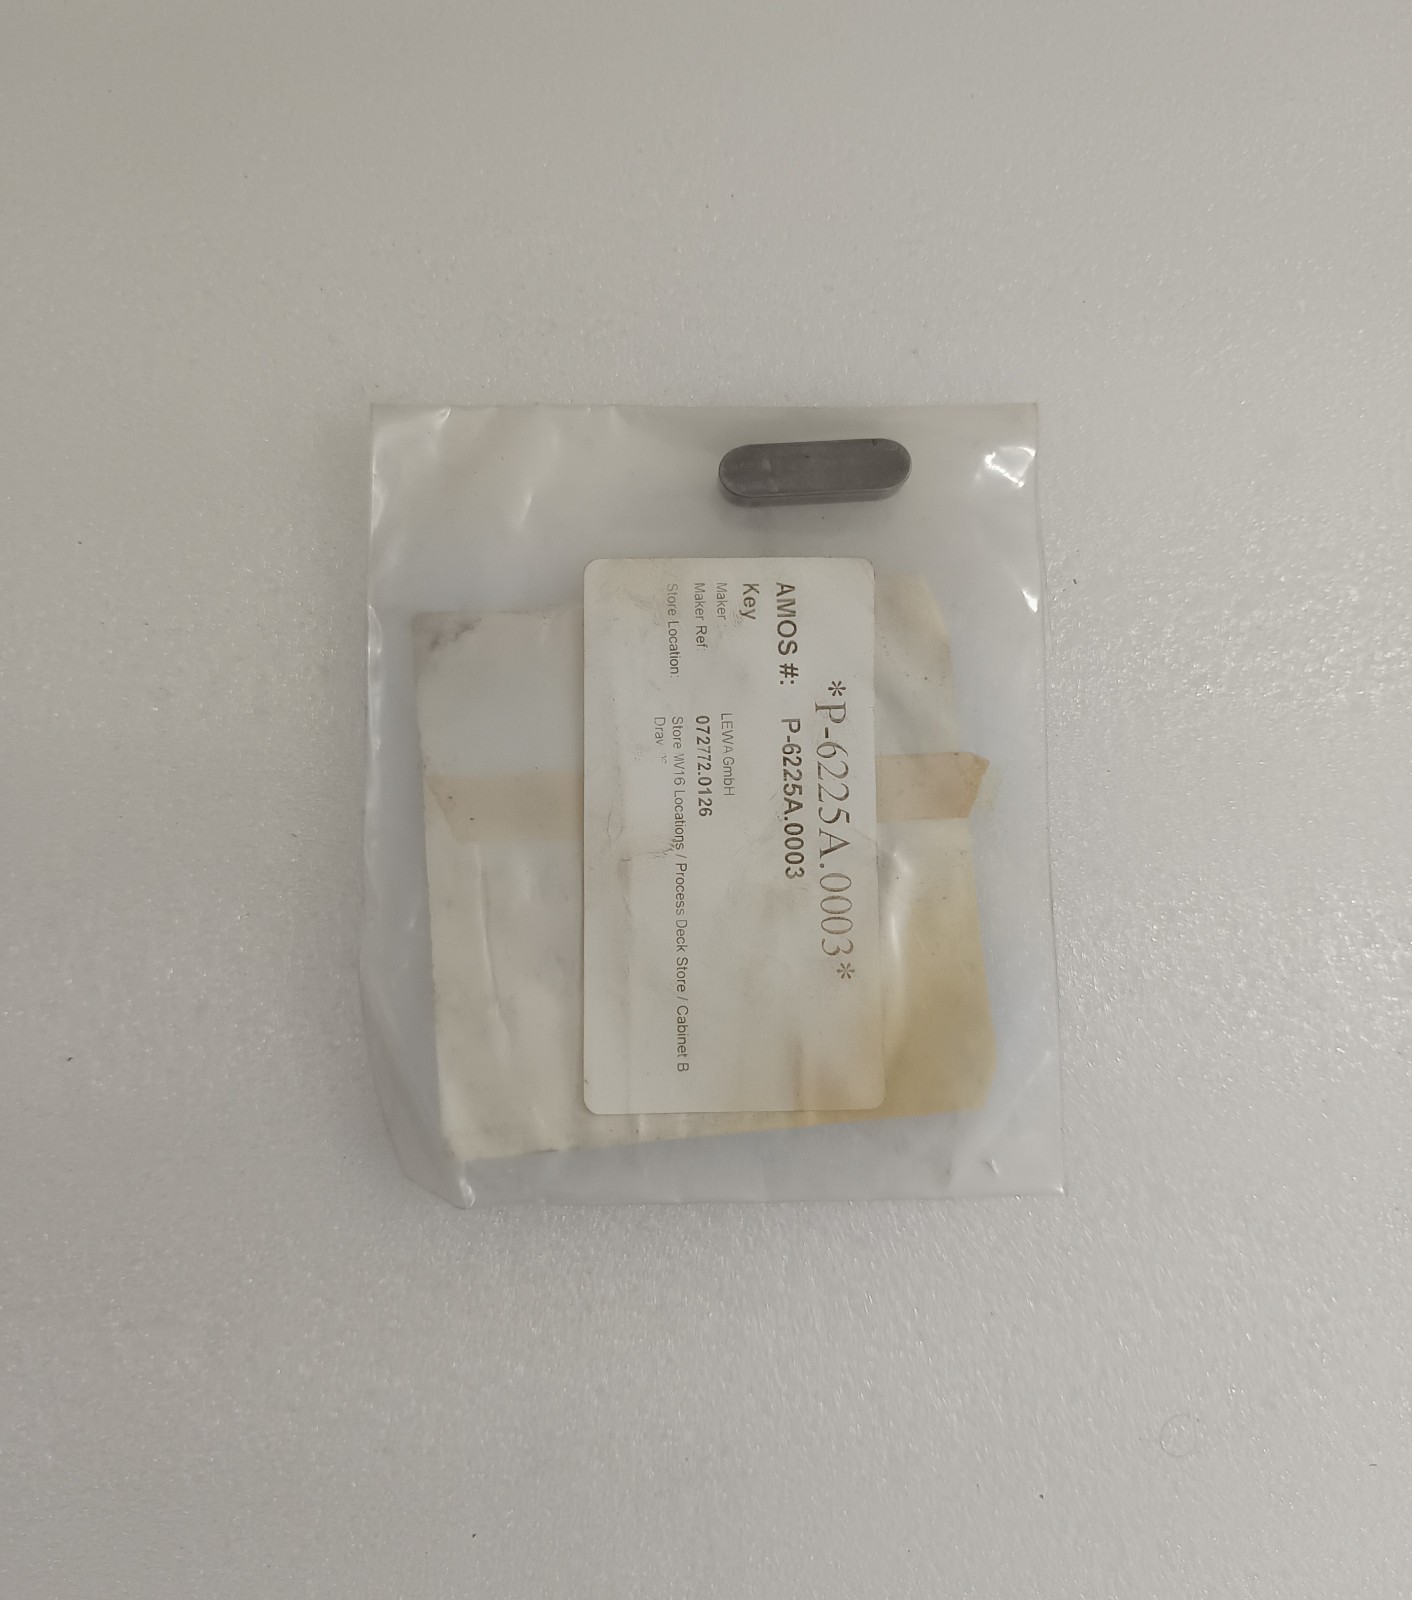 *P-6225A.0003*
AMOS #: P-6225A.0003
Key
Maker : LEWA GmbH
Maker Ref: 072772.0126
Store Location: Store MV16 Locations / Process Deck Store / Cabinet B